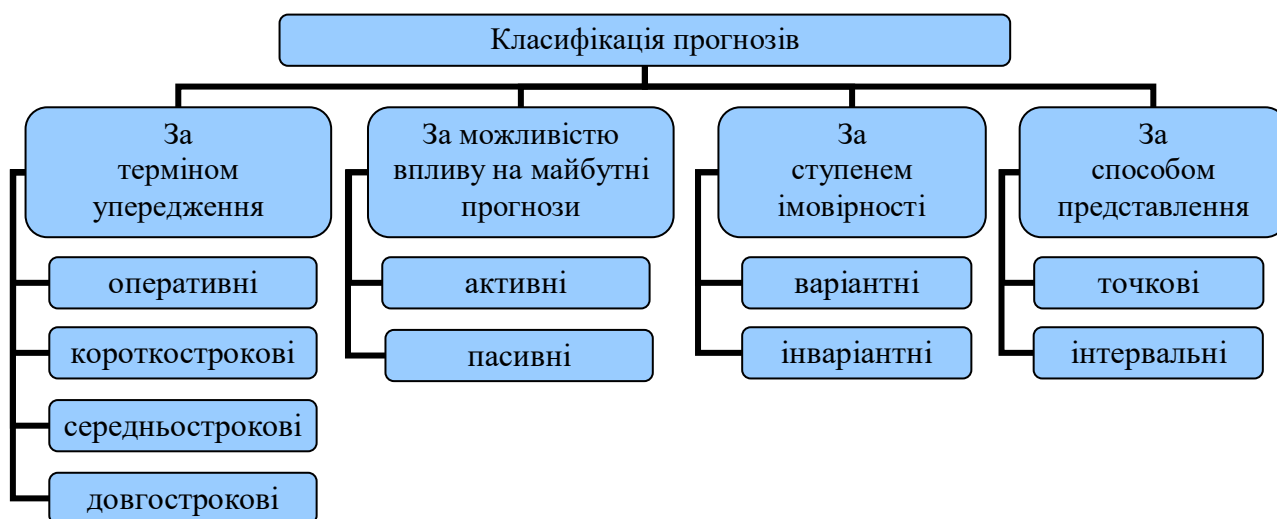 Класифікація прогнозів
За
терміном
упередження
оперативні
короткострокові
середньострокові
довгострокові
За можливістю
впливу на майбутні
прогнози
активні
пасивні
За
ступенем
імовірності
варіантні
інваріантні
За
способом
представлення
точкові
інтервальні